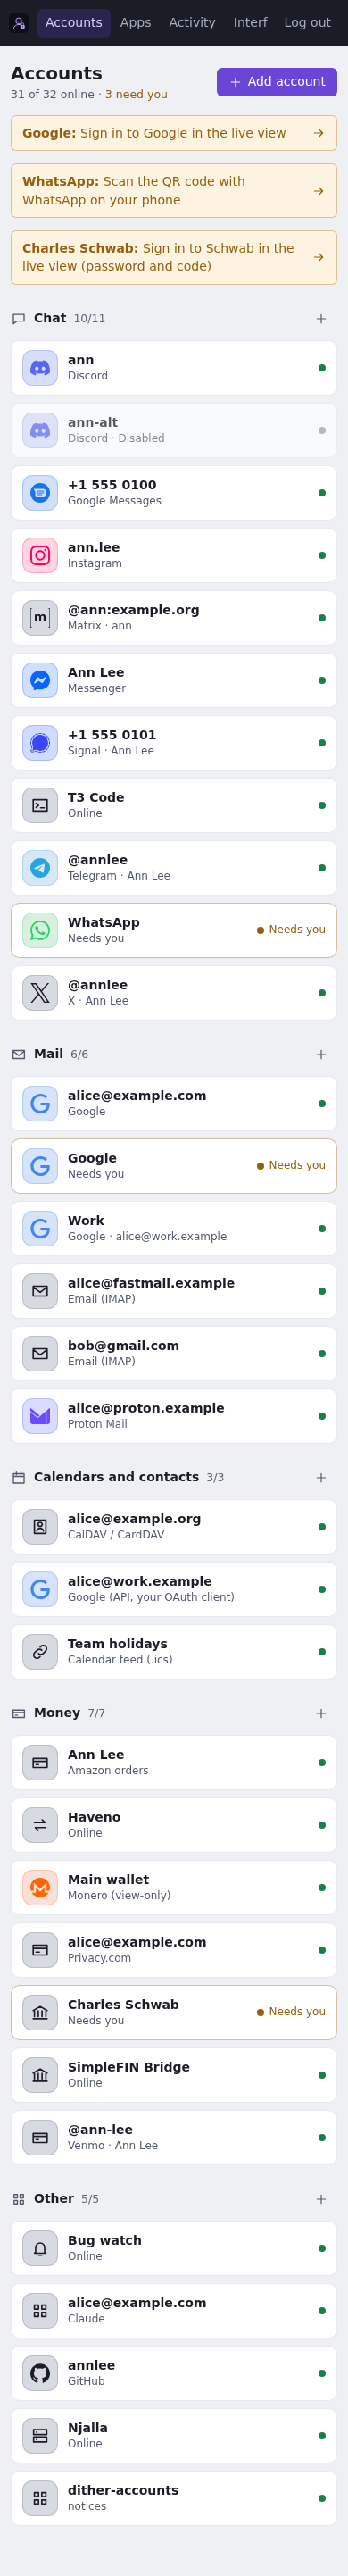 Accounts
Apps
Activity
Interf
Log out
Accounts
31 of 32 online · 3 need you
Add account
Google: Sign in to Google in the live view
WhatsApp: Scan the QR code with
WhatsApp on your phone
Charles Schwab: Sign in to Schwab in the
live view (password and code)
Chat 10/11
ann
Discord
ann-alt
Discord · Disabled
+1 555 0100
Google Messages
ann.lee
Instagram
[m]
@ann:example.org
Matrix · ann
Ann Lee
Messenger
+1 555 0101
Signal · Ann Lee
T3 Code
Online
@annlee
Telegram · Ann Lee
WhatsApp
Needs you
Needs you
@annlee
X · Ann Lee
Mail 6/6
alice@example.com
Google
Google
Needs you
Needs you
Work
Google · alice@work.example
alice@fastmail.example
Email (IMAP)
bob@gmail.com
Email (IMAP)
alice@proton.example
Proton Mail
Calendars and contacts 3/3
alice@example.org
CalDAV / CardDAV
alice@work.example
Google (API, your OAuth client)
Team holidays
Calendar feed (.ics)
Money 7/7
Ann Lee
Amazon orders
Haveno
Online
Main wallet
Monero (view-only)
alice@example.com
Privacy.com
Charles Schwab
Needs you
Needs you
SimpleFIN Bridge
Online
@ann-lee
Venmo · Ann Lee
Other 5/5
Bug watch
Online
alice@example.com
Claude
annlee
GitHub
Njalla
Online
dither-accounts
notices